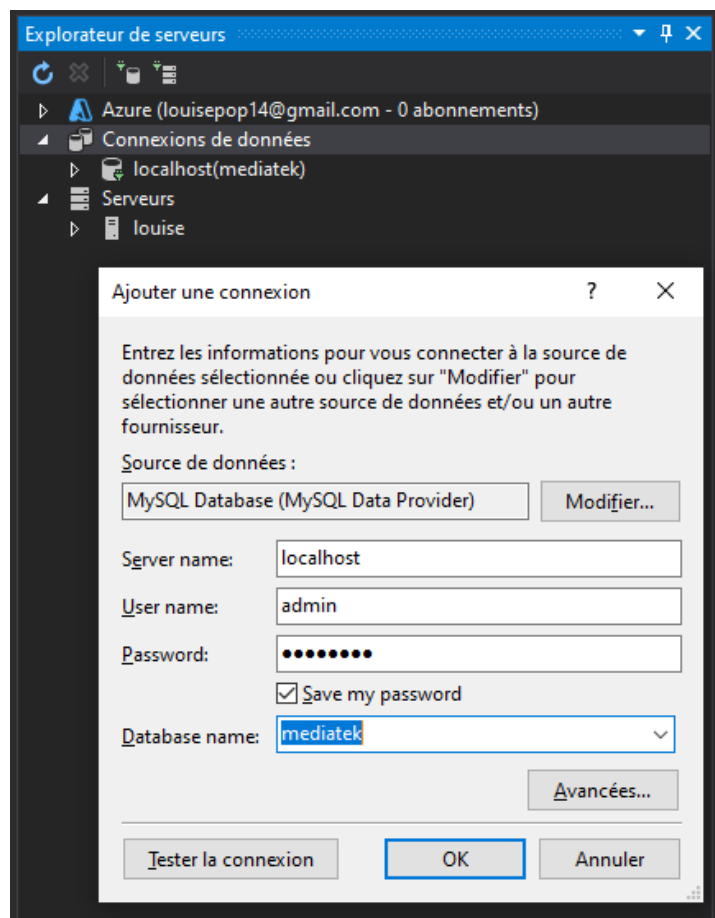 Explorateur de serveurs
Azure (louisepop14@gmail.com - 0 abonnements)
Connexions de données
localhost(mediatek)
Serveurs
louise
Ajouter une connexion
?
Entrez les informations pour vous connecter à la source de
données sélectionnée ou cliquez sur "Modifier" pour
sélectionner une autre source de données et/ou un autre
fournisseur.
Source de données :
MySQL Database (MySQL Data Provider) Modifier...
Server name: localhost
User name: admin
Password: ●●●●●●●●
Save my password
Database name: mediatek
Avancées...
Tester la connexion OK Annuler